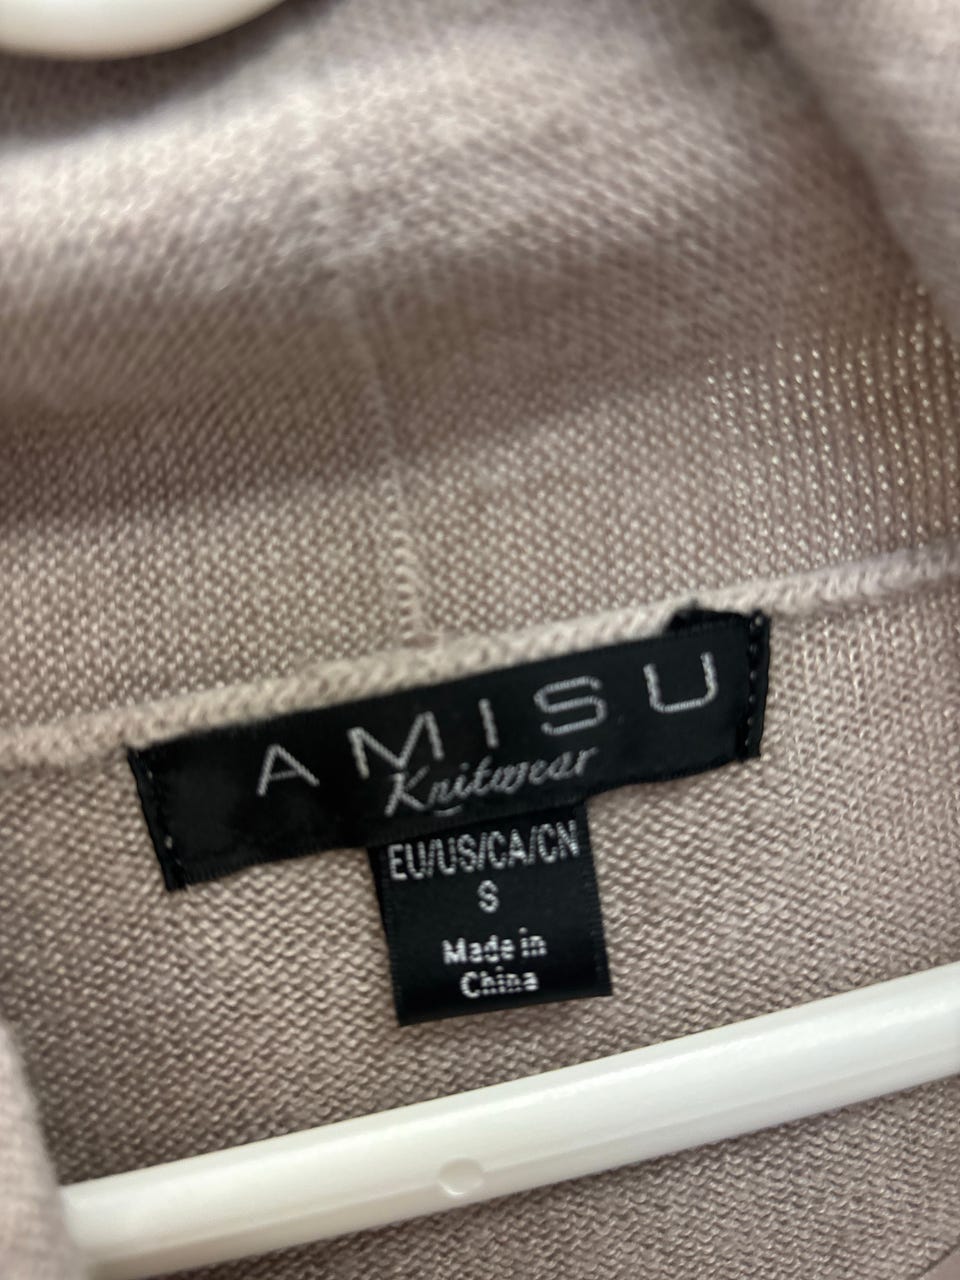 AMISU
Knitwear
EU/US/CA/CN
S
Made in
China